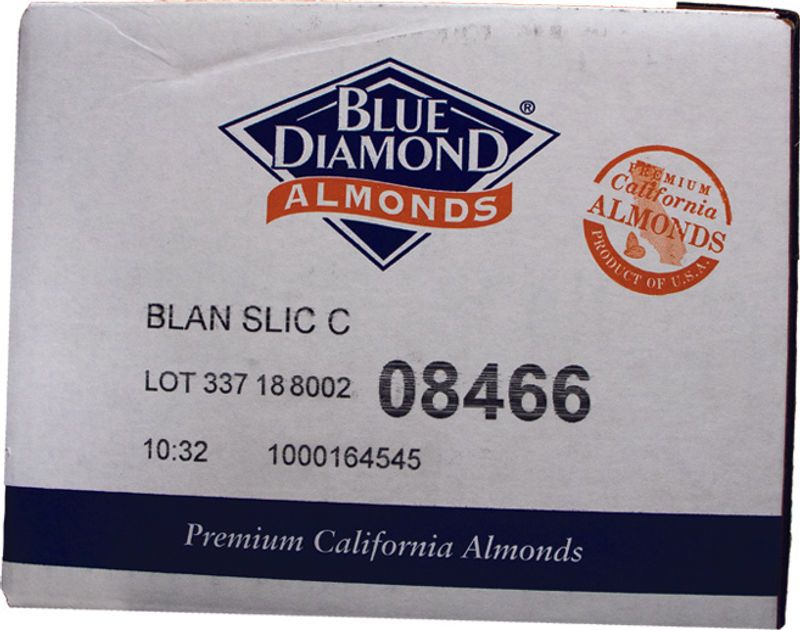 BLUE
DIAMOND®
ALMONDS
PREMIUM
California
ALMONDS
PRODUCT OF U.S.A.
BLAN SLIC C
LOT 337 18 8002 08466
10:32 1000164545
Premium California Almonds